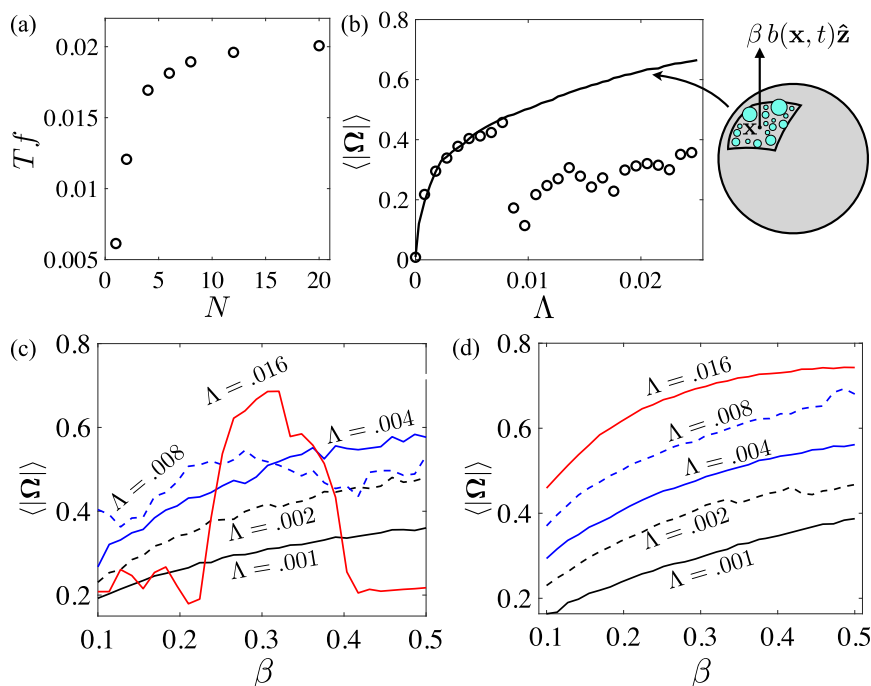 (a)
0.02
0.015
0.01
0.005
T f
0
5
10
15
20
N
(b)
0.8
0.6
0.4
0.2
0
⟨|Ω|⟩
0
0.01
0.02
Λ
β b(x, t)ẑ
x
(c)
0.8
0.6
0.4
0.2
⟨|Ω|⟩
Λ = .016
Λ = .004
Λ = .008
Λ = .002
Λ = .001
0.1
0.2
0.3
0.4
0.5
β
(d)
0.8
0.6
0.4
0.2
⟨|Ω|⟩
Λ = .016
Λ = .008
Λ = .004
Λ = .002
Λ = .001
0.1
0.2
0.3
0.4
0.5
β